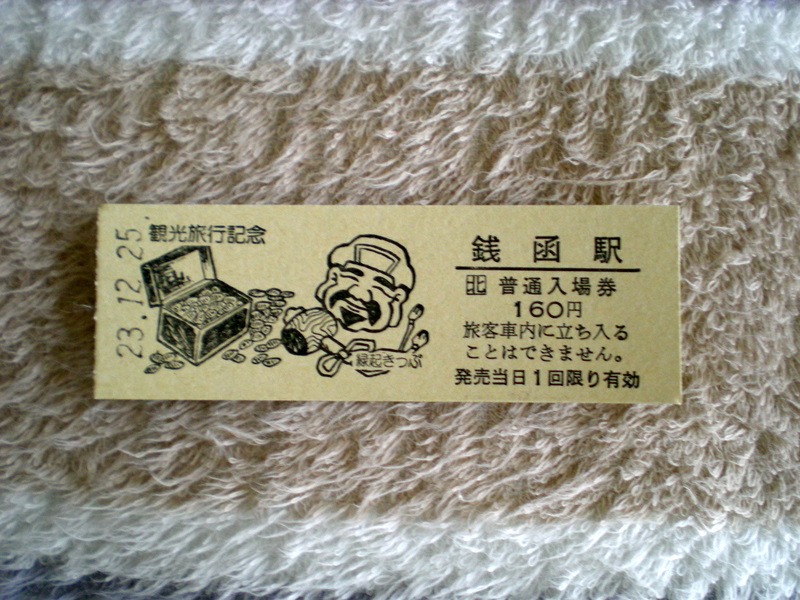 23.12.25.
観光旅行記念
縁起きっぷ
銭函駅
北 普通入場券
160円
旅客車内に立ち入る
ことはできません。
発売当日1回限り有効